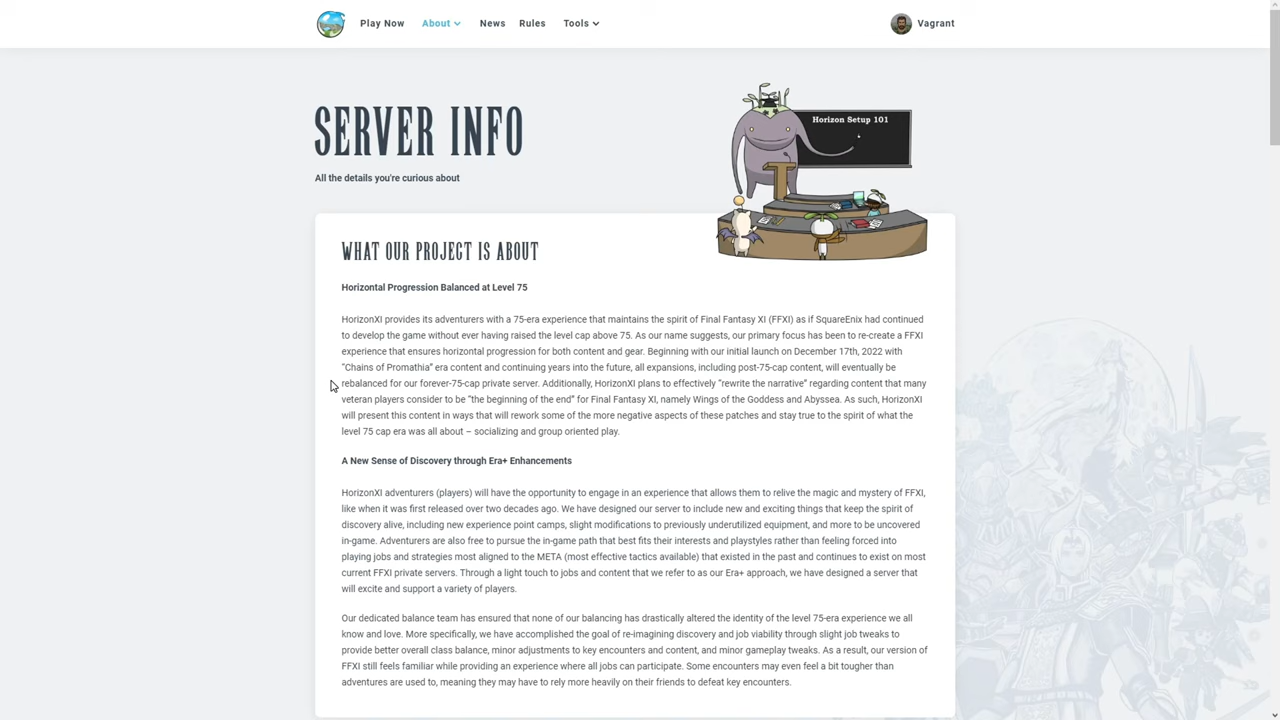 Play Now
About
News
Rules
Tools
Vagrant
SERVER INFO
All the details you're curious about
Horizon Setup 101
WHAT OUR PROJECT IS ABOUT
Horizontal Progression Balanced at Level 75
HorizonXI provides its adventurers with a 75-era experience that maintains the spirit of Final Fantasy XI (FFXI) as if SquareEnix had continued
to develop the game without ever having raised the level cap above 75. As our name suggests, our primary focus has been to re-create a FFXI
experience that ensures horizontal progression for both content and gear. Beginning with our initial launch on December 17th, 2022 with
“Chains of Promathia” era content and continuing years into the future, all expansions, including post-75-cap content, will eventually be
rebalanced for our forever-75-cap private server. Additionally, HorizonXI plans to effectively “rewrite the narrative” regarding content that many
veteran players consider to be “the beginning of the end” for Final Fantasy XI, namely Wings of the Goddess and Abyssea. As such, HorizonXI
will present this content in ways that will rework some of the more negative aspects of these patches and stay true to the spirit of what the
level 75 cap era was all about – socializing and group oriented play.
A New Sense of Discovery through Era+ Enhancements
HorizonXI adventurers (players) will have the opportunity to engage in an experience that allows them to relive the magic and mystery of FFXI,
like when it was first released over two decades ago. We have designed our server to include new and exciting things that keep the spirit of
discovery alive, including new experience point camps, slight modifications to previously underutilized equipment, and more to be uncovered
in-game. Adventurers are also free to pursue the in-game path that best fits their interests and playstyles rather than feeling forced into
playing jobs and strategies most aligned to the META (most effective tactics available) that existed in the past and continues to exist on most
current FFXI private servers. Through a light touch to jobs and content that we refer to as our Era+ approach, we have designed a server that
will excite and support a variety of players.
Our dedicated balance team has ensured that none of our balancing has drastically altered the identity of the level 75-era experience we all
know and love. More specifically, we have accomplished the goal of re-imagining discovery and job viability through slight job tweaks to
provide better overall class balance, minor adjustments to key encounters and content, and minor gameplay tweaks. As a result, our version of
FFXI still feels familiar while providing an experience where all jobs can participate. Some encounters may even feel a bit tougher than
adventures are used to, meaning they may have to rely more heavily on their friends to defeat key encounters.